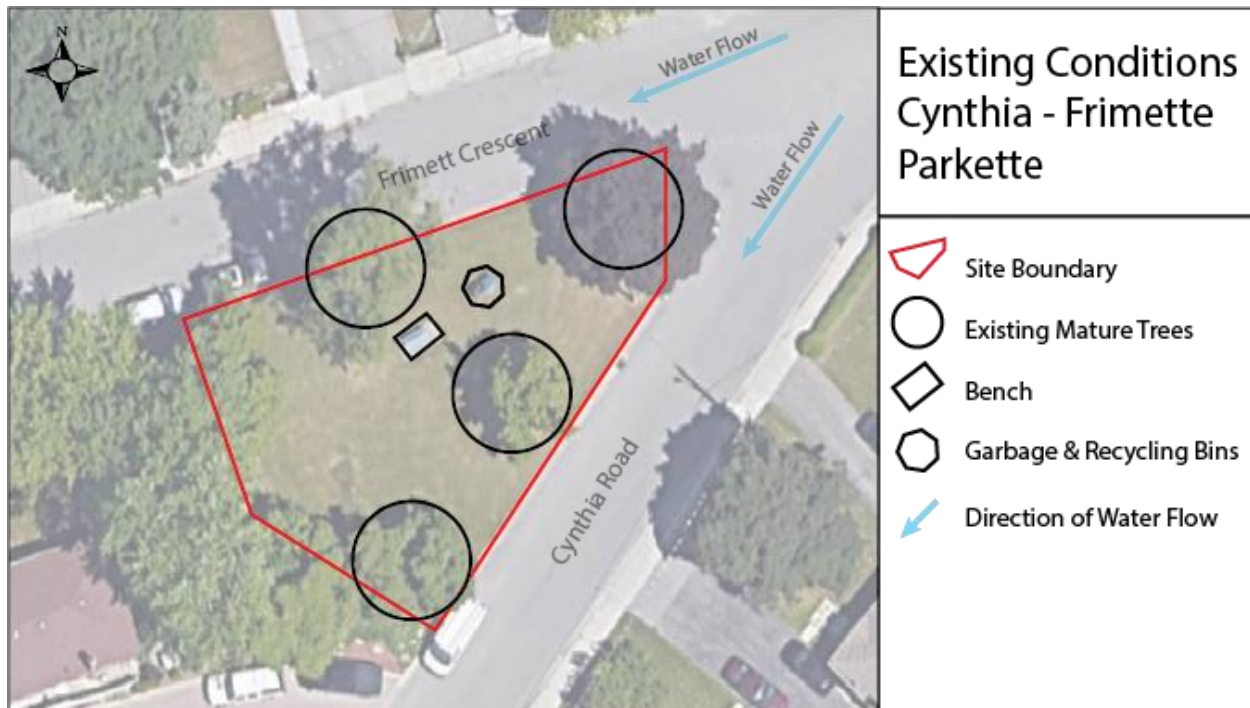 N
Water Flow
Frimett Crescent
Water Flow
Cynthia Road
Existing Conditions
Cynthia - Frimette
Parkette
Site Boundary
Existing Mature Trees
Bench
Garbage & Recycling Bins
Direction of Water Flow